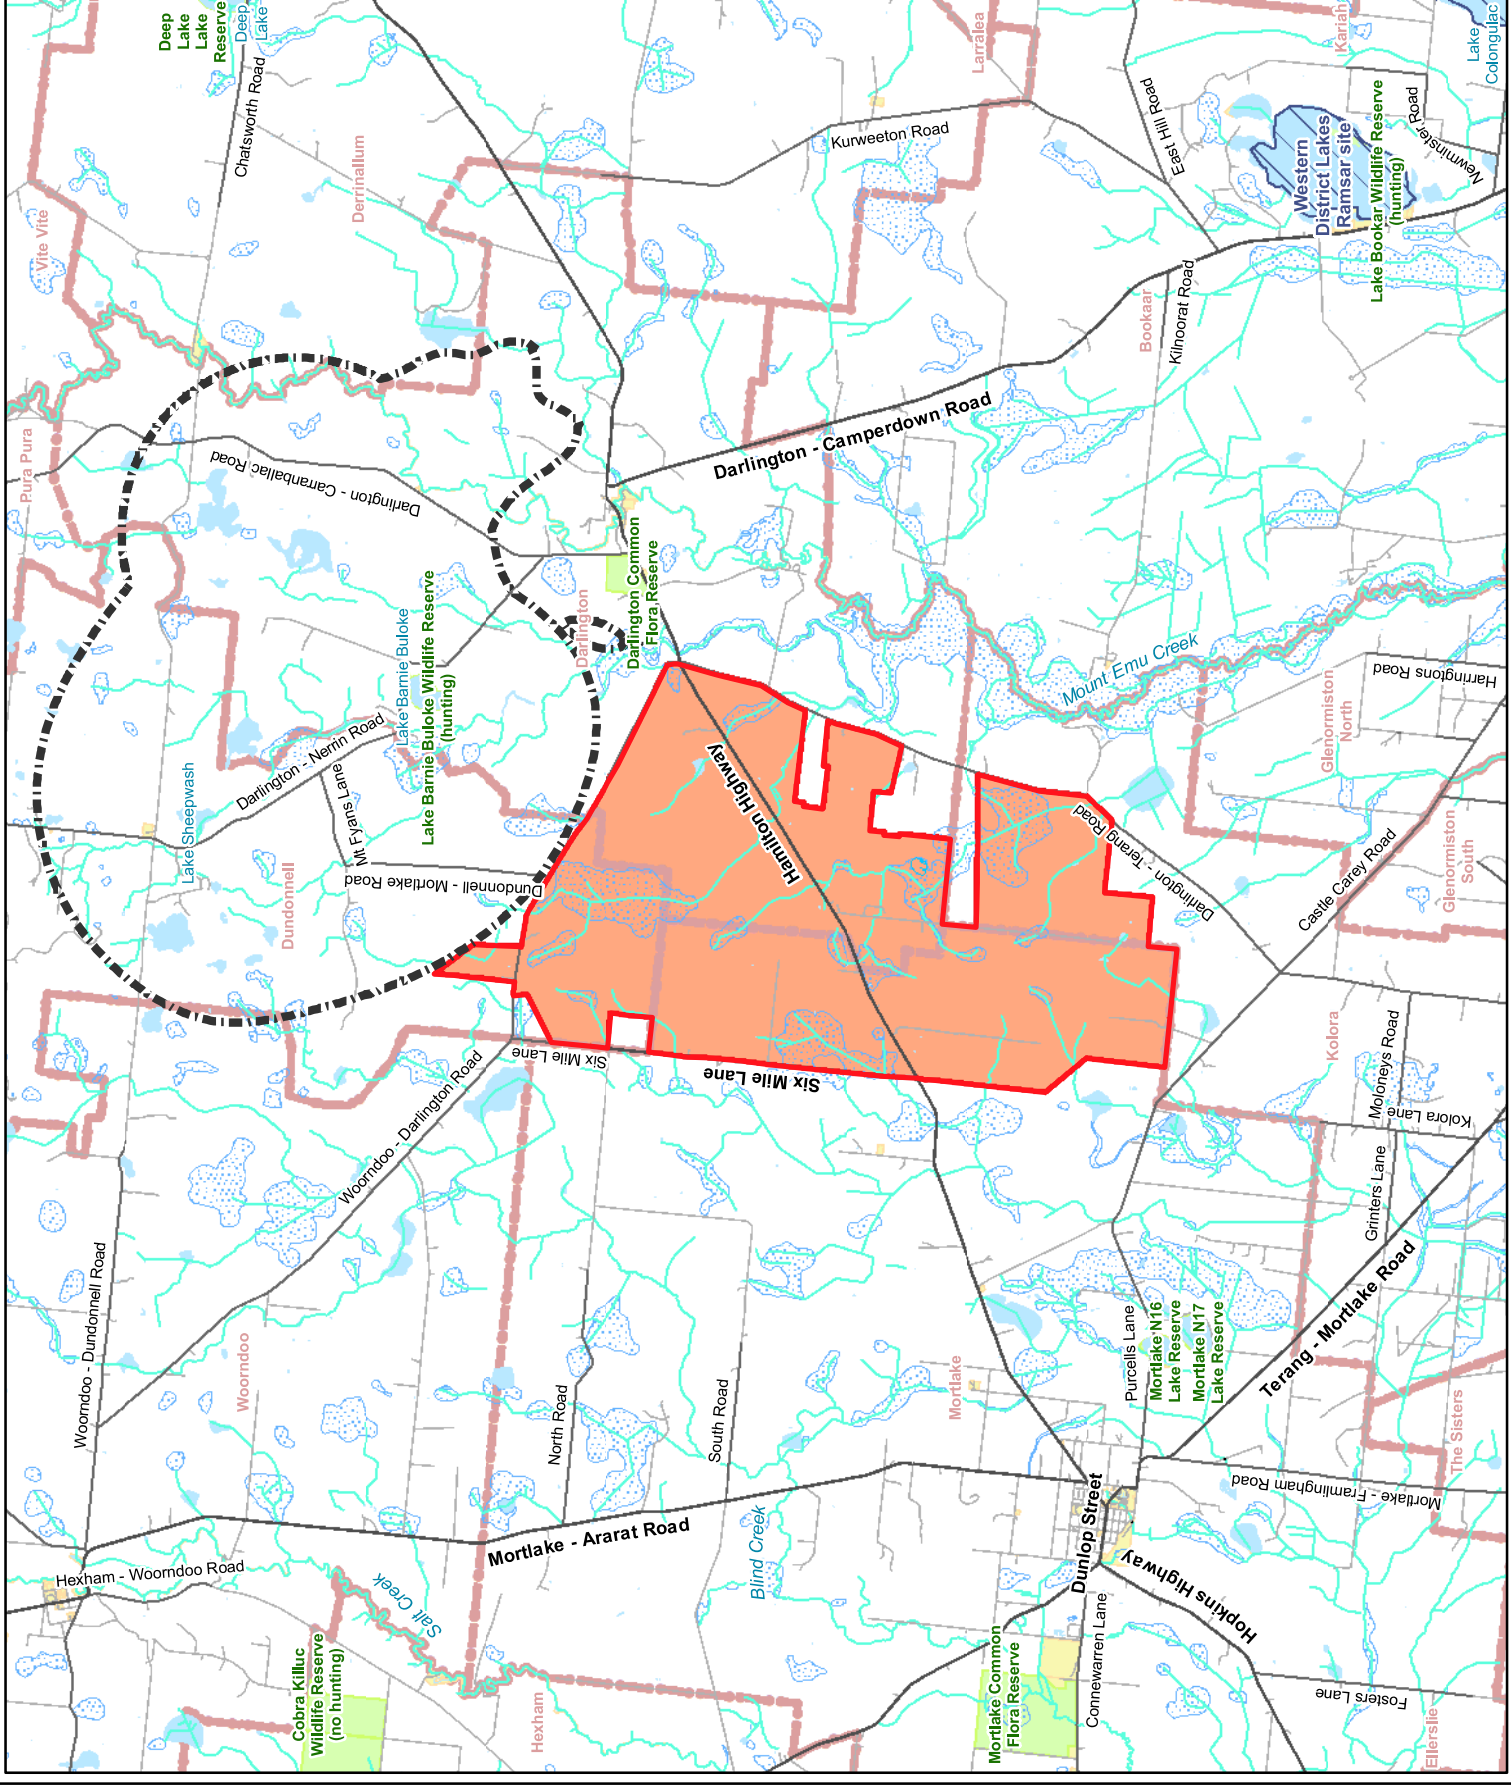 Deep
Lake
Lake
Reserve
Deep
Lake
Chatsworth Road
Larralea
Kariah
Lake
Colongulac
East Hill Road
Kurweeton Road
Newminster Road
Western
District Lakes
Ramsar site
Lake Bookar Wildlife Reserve
(hunting)
Derrinallum
Vite Vite
Bookaar
Kilnoorat Road
Pura Pura
Darlington - Carranballac Road
Darlington - Camperdown Road
Darlington Common
Flora Reserve
Darlington
Lake Barnie Buloke
Lake Barnie Buloke Wildlife Reserve
(hunting)
Mount Emu Creek
Harringtons Road
Glenormiston
North
Darlington - Nerrin Road
Mt Fyans Lane
Lake Sheepwash
Hamilton Highway
Darlington - Terang Road
Dundonnell
Dundonnell - Mortlake Road
Castle Carey Road
Glenormiston
South
Six Mile Lane
Six Mile Lane
Woorndoo - Darlington Road
Kolora
Moloneys Road
Kolora Lane
Grinters Lane
Woorndoo - Dundonnell Road
Terang - Mortlake Road
Woorndoo
Purcells Lane
Mortlake N16
Lake Reserve
Mortlake N17
Lake Reserve
Mortlake
North Road
South Road
The Sisters
Mortlake - Framlingham Road
Mortlake - Ararat Road
Blind Creek
Dunlop Street
Hopkins Highway
Hexham - Woorndoo Road
Salt Creek
Cobra Killuc
Wildlife Reserve
(no hunting)
Hexham
Mortlake Common
Flora Reserve
Connewarren Lane
Fosters Lane
Ellerslie